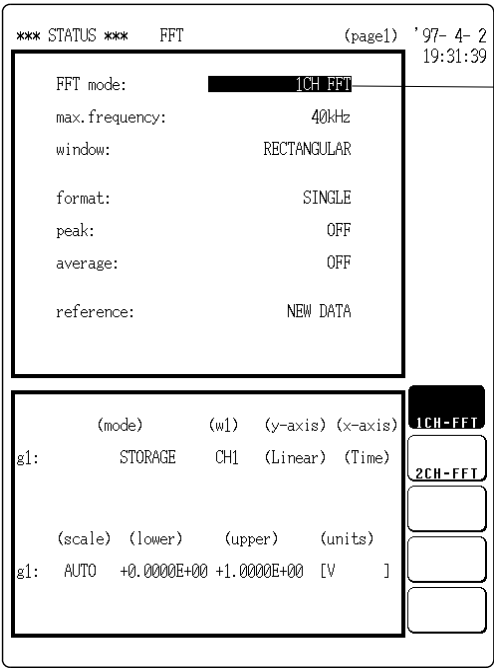 *** STATUS *** FFT (page1) '97- 4- 2
19:31:39
FFT mode: 1CH FFT
max.frequency: 40kHz
window: RECTANGULAR
format: SINGLE
peak: OFF
average: OFF
reference: NEW DATA
(mode) (w1) (y-axis) (x-axis)
g1: STORAGE CH1 (Linear) (Time)
(scale) (lower) (upper) (units)
g1: AUTO +0.0000E+00 +1.0000E+00 [V ]
1CH-FFT
2CH-FFT